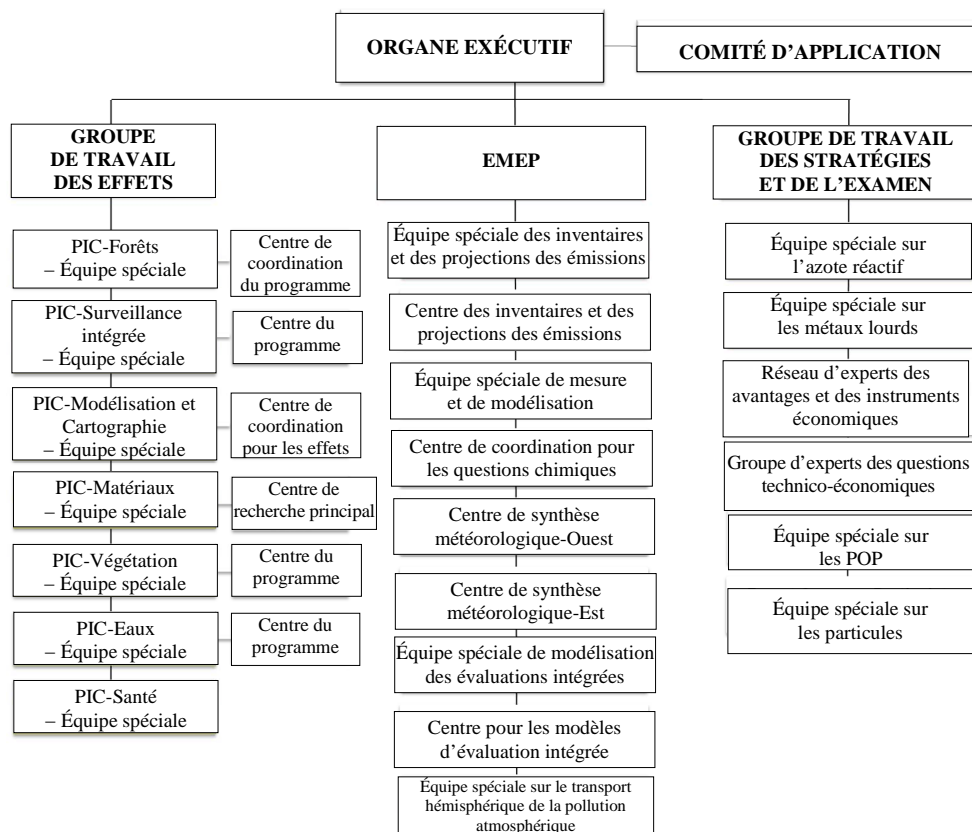 ORGANE EXÉCUTIF
COMITÉ D’APPLICATION
GROUPE
DE TRAVAIL
DES EFFETS
PIC-Forêts
– Équipe spéciale
Centre de
coordination
du programme
PIC-Surveillance
intégrée
– Équipe spéciale
Centre du
programme
PIC-Modélisation et
Cartographie
– Équipe spéciale
Centre de
coordination
pour les effets
PIC-Matériaux
– Équipe spéciale
Centre de
recherche principal
PIC-Végétation
– Équipe spéciale
Centre du
programme
PIC-Eaux
– Équipe spéciale
Centre du
programme
PIC-Santé
– Équipe spéciale
EMEP
Équipe spéciale des inventaires
et des projections des émissions
Centre des inventaires et des
projections des émissions
Équipe spéciale de mesure
et de modélisation
Centre de coordination pour
les questions chimiques
Centre de synthèse
météorologique-Ouest
Centre de synthèse
météorologique-Est
Équipe spéciale de modélisation
des évaluations intégrées
Centre pour les modèles
d’évaluation intégrée
Équipe spéciale sur le transport
hémisphérique de la pollution
atmosphérique
GROUPE DE TRAVAIL
DES STRATÉGIES
ET DE L’EXAMEN
Équipe spéciale sur
l’azote réactif
Équipe spéciale sur
les métaux lourds
Réseau d’experts des
avantages et des instruments
économiques
Groupe d’experts des questions
technico-économiques
Équipe spéciale sur
les POP
Équipe spéciale sur
les particules